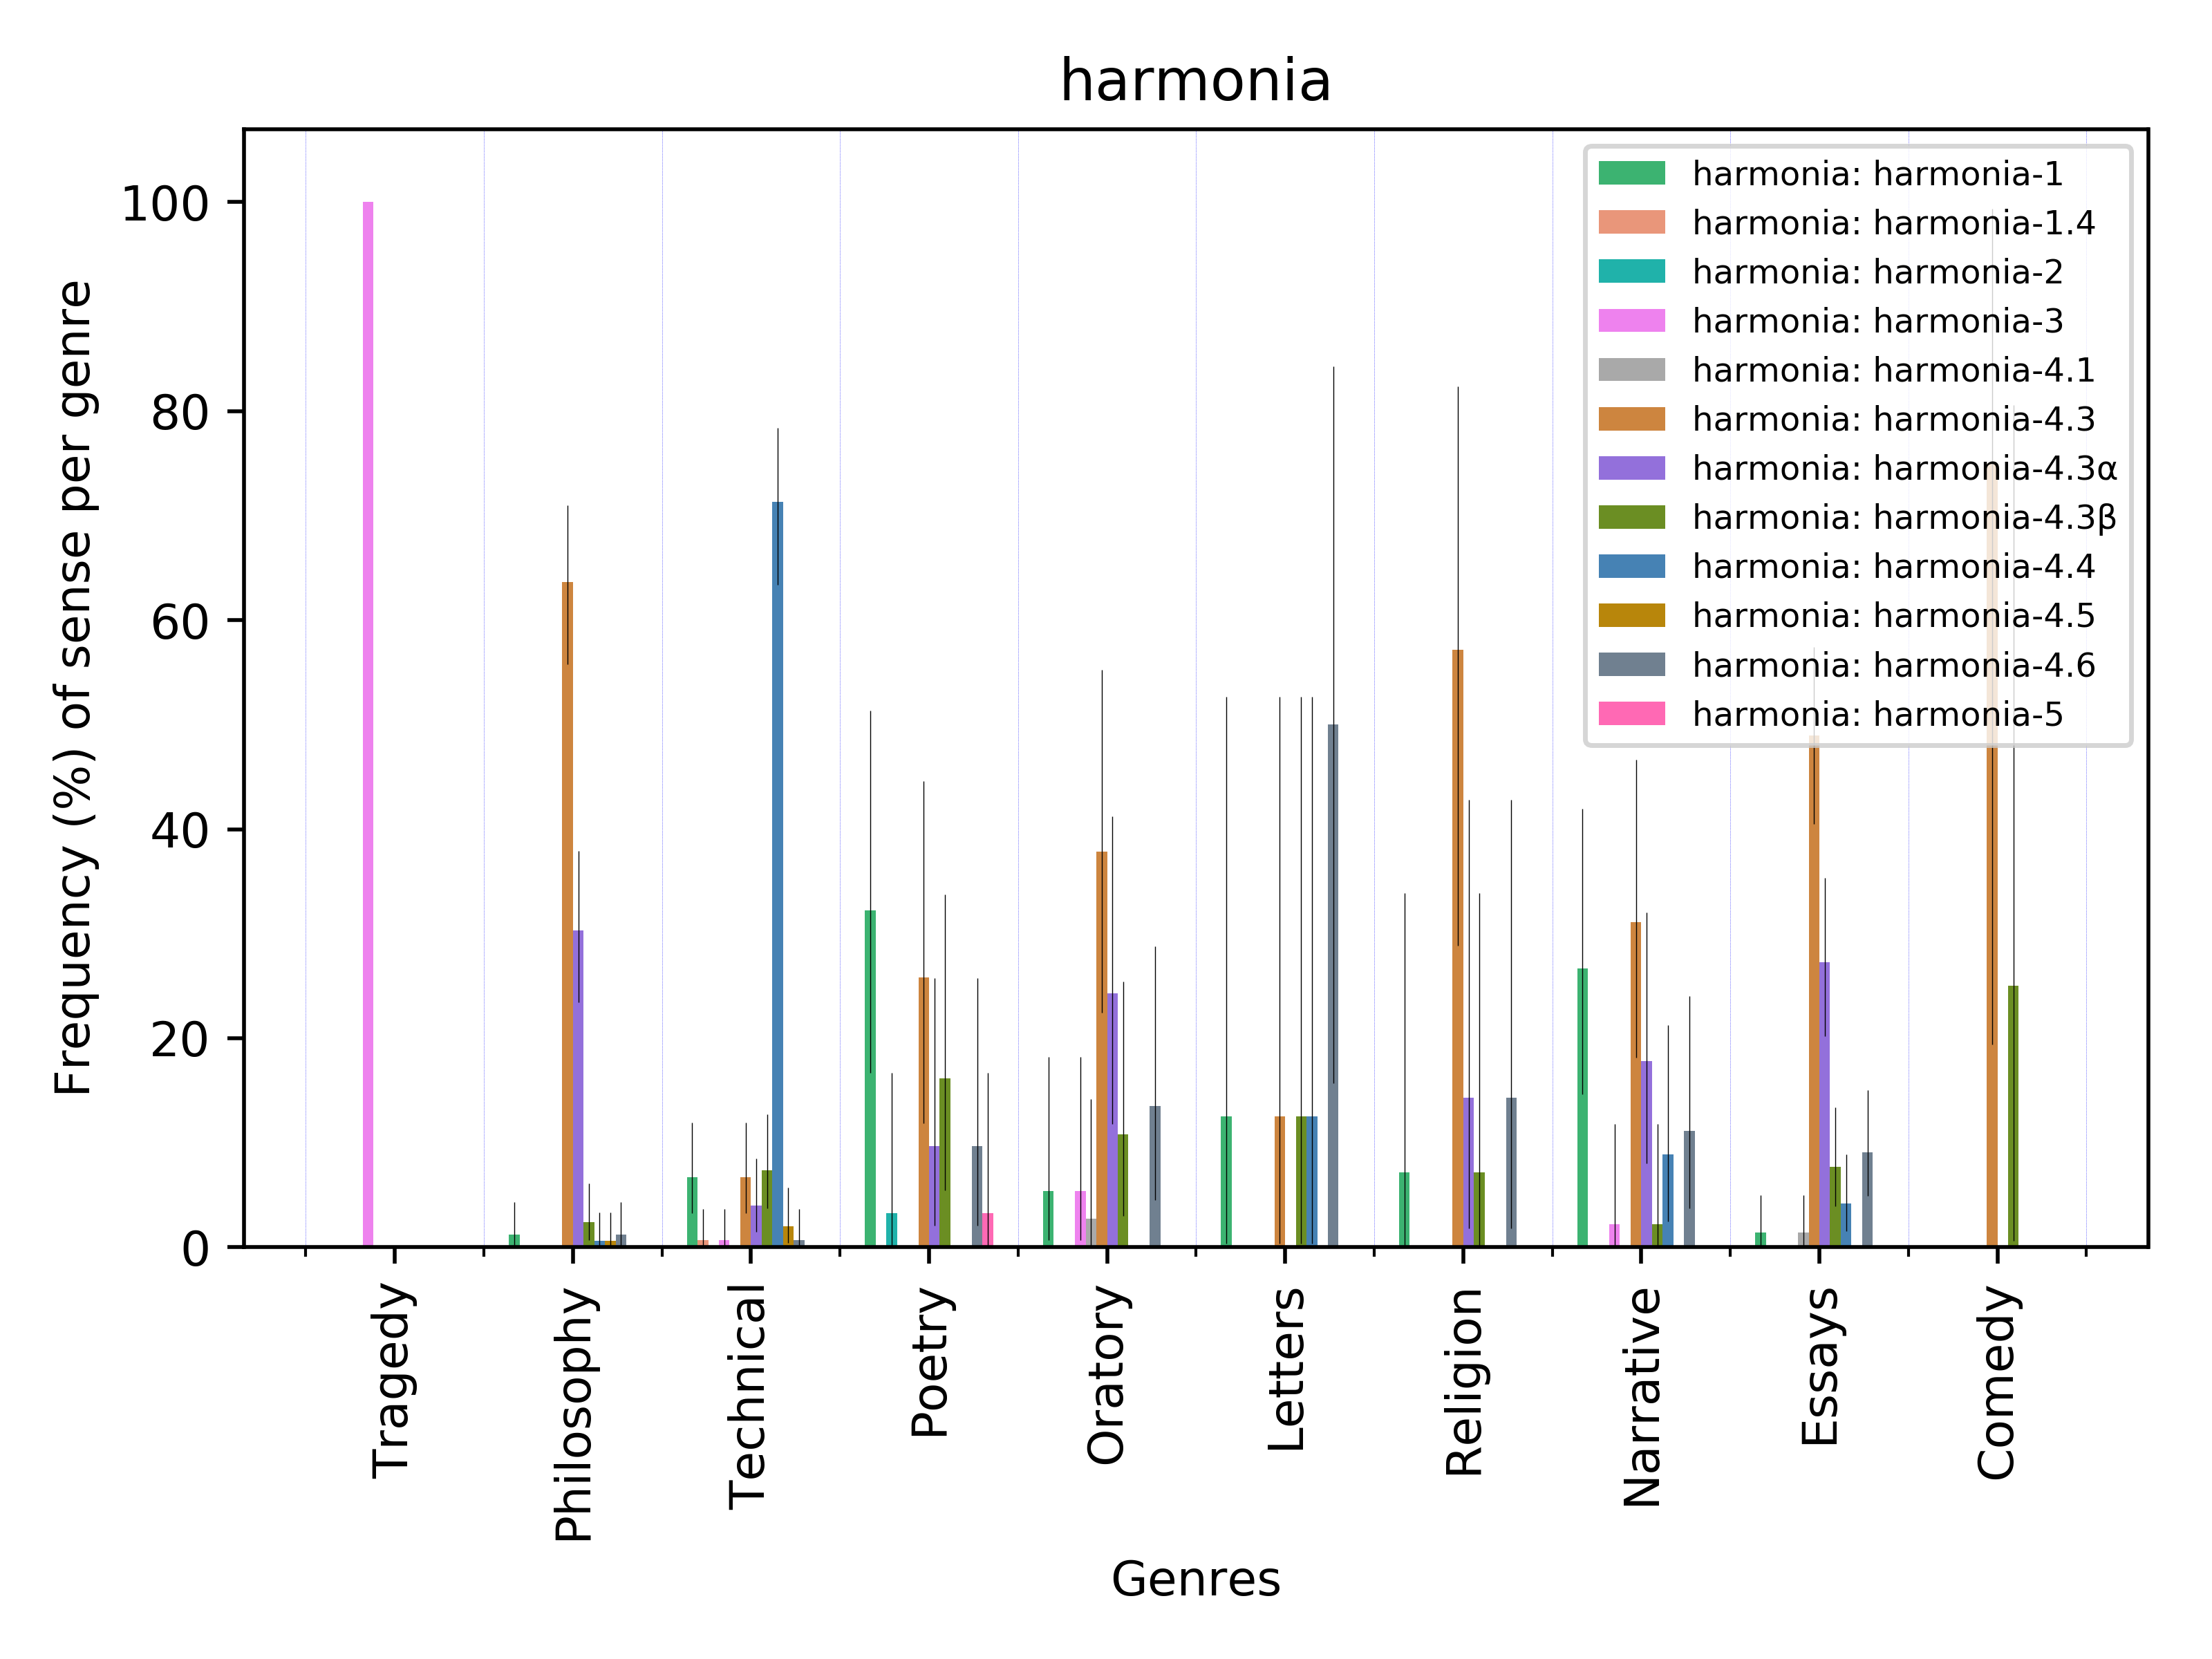 harmonia
Frequency (%) of sense per genre
100
80
60
40
20
0
harmonia: harmonia-1
harmonia: harmonia-1.4
harmonia: harmonia-2
harmonia: harmonia-3
harmonia: harmonia-4.1
harmonia: harmonia-4.3
harmonia: harmonia-4.3α
harmonia: harmonia-4.3β
harmonia: harmonia-4.4
harmonia: harmonia-4.5
harmonia: harmonia-4.6
harmonia: harmonia-5
Tragedy
Philosophy
Technical
Poetry
Oratory
Letters
Religion
Narrative
Essays
Comedy
Genres